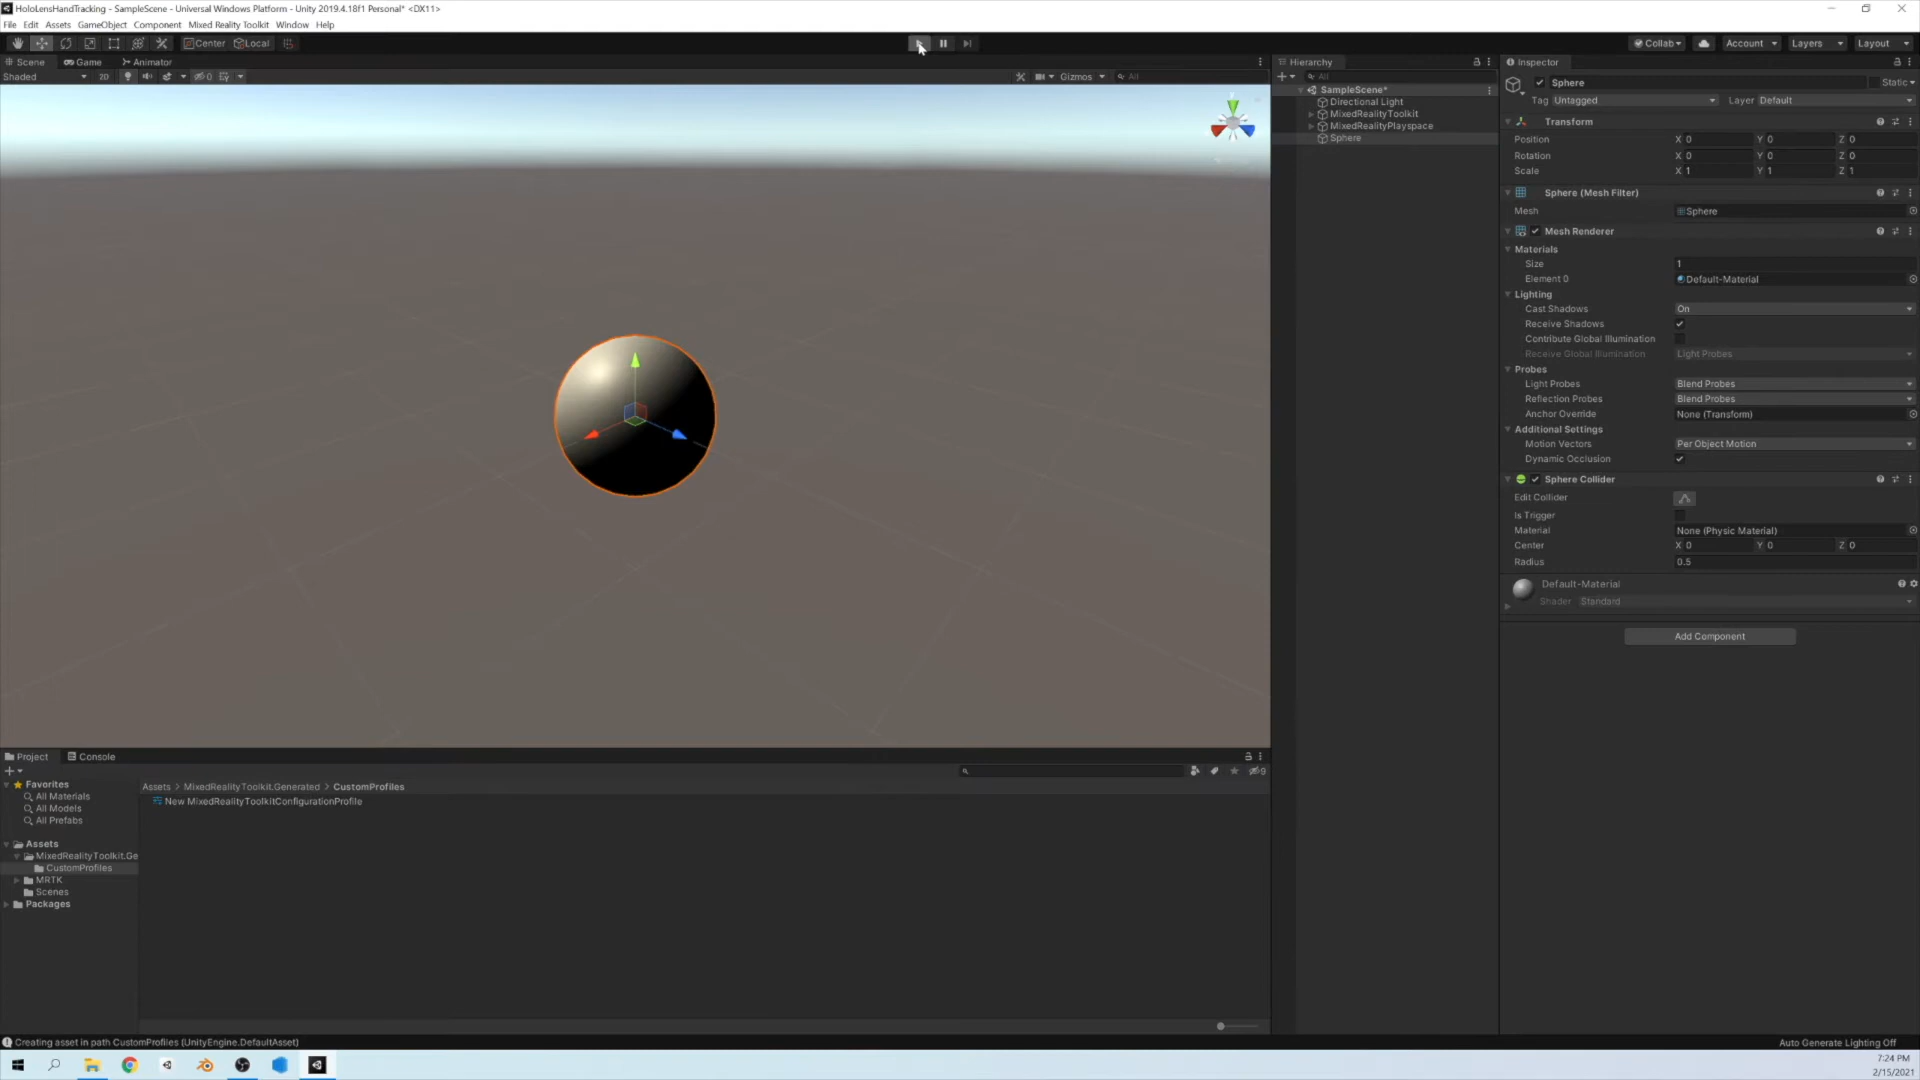 HoloLensHandTracking - SampleScene - Universal Windows Platform - Unity 2019.4.18f1 Personal* <DX11>
File Edit Assets GameObject Component Mixed Reality Toolkit Window Help
Center Local Collab Account Layers Layout
Scene Game Animator
Shaded 2D 0 Gizmos All
Hierarchy
All
SampleScene*
Directional Light
MixedRealityToolkit
MixedRealityPlayspace
Sphere
Inspector
Sphere Static
Tag Untagged Layer Default
Transform
Position X 0 Y 0 Z 0
Rotation X 0 Y 0 Z 0
Scale X 1 Y 1 Z 1
Sphere (Mesh Filter)
Mesh Sphere
Mesh Renderer
Materials
Size 1
Element 0 Default-Material
Lighting
Cast Shadows On
Receive Shadows
Contribute Global Illumination
Receive Global Illumination Light Probes
Probes
Light Probes Blend Probes
Reflection Probes Blend Probes
Anchor Override None (Transform)
Additional Settings
Motion Vectors Per Object Motion
Dynamic Occlusion
Sphere Collider
Edit Collider
Is Trigger
Material None (Physic Material)
Center X 0 Y 0 Z 0
Radius 0.5
Default-Material
Shader Standard
Add Component
Project Console
9
Favorites
All Materials
All Models
All Prefabs
Assets
MixedRealityToolkit.Ge
CustomProfiles
MRTK
Scenes
Packages
Assets > MixedRealityToolkit.Generated > CustomProfiles
New MixedRealityToolkitConfigurationProfile
Creating asset in path CustomProfiles (UnityEngine.DefaultAsset)
Auto Generate Lighting Off
7:24 PM
2/15/2021